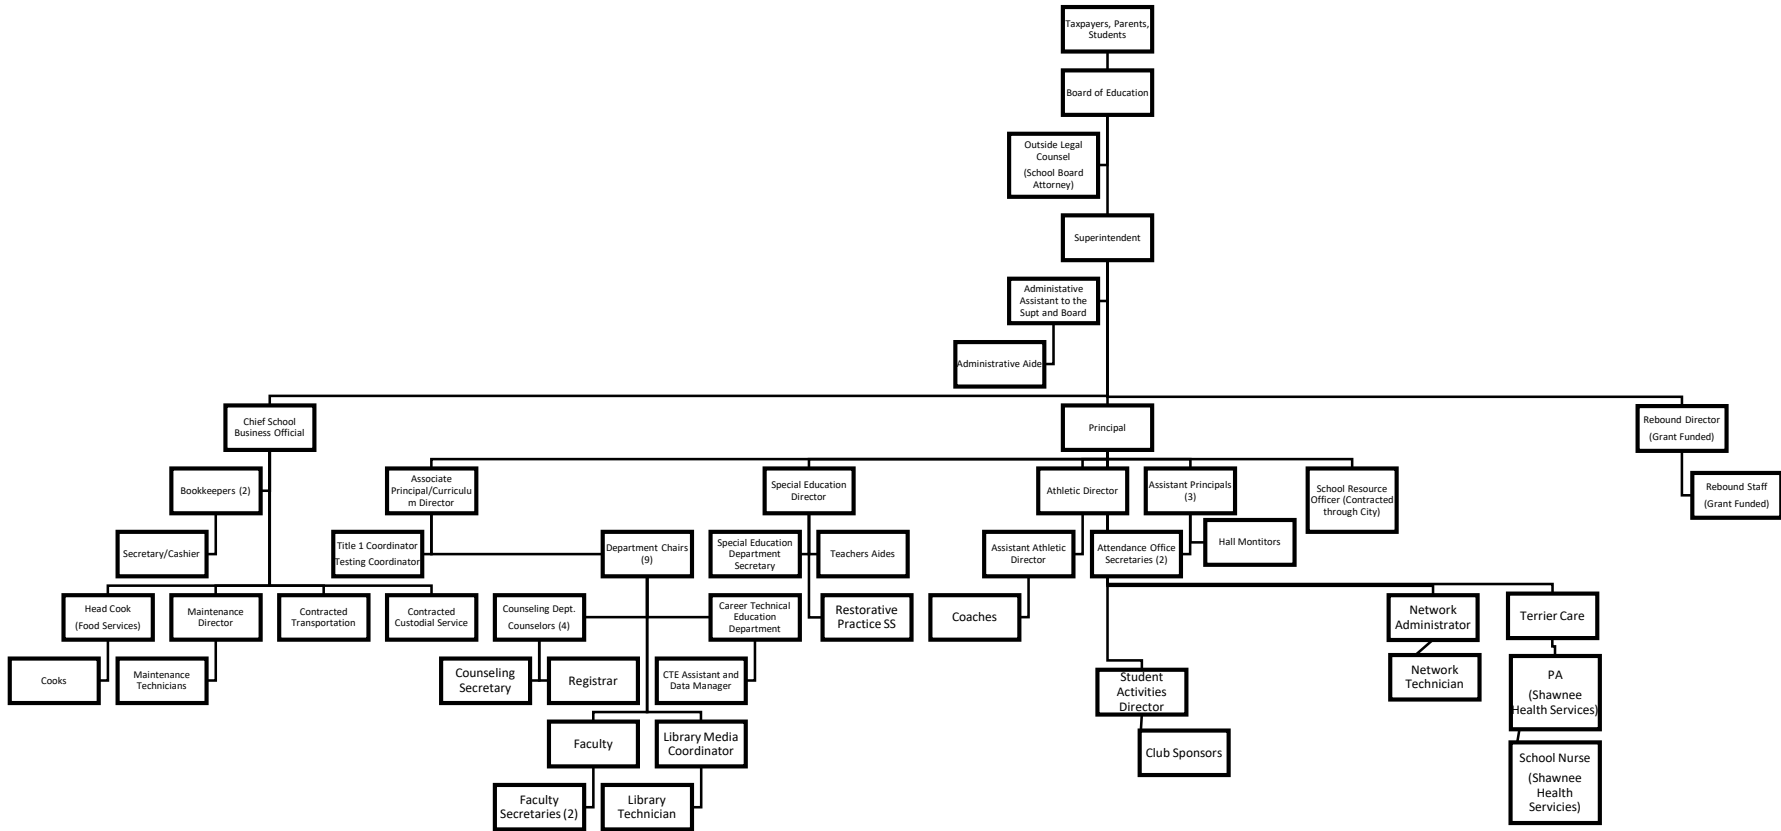 Taxpayers, Parents,
Students
Board of Education
Outside Legal
Counsel
(School Board
Attorney)
Superintendent
Administative
Assistant to the
Supt and Board
Administrative Aide
Chief School
Business Official
Principal
Rebound Director
(Grant Funded)
Bookkeepers (2)
Associate
Principal/Curriculu
m Director
Special Education
Director
Athletic Director
Assistant Principals
(3)
School Resource
Officer (Contracted
through City)
Rebound Staff
(Grant Funded)
Secretary/Cashier
Title 1 Coordinator
Testing Coordinator
Department Chairs
(9)
Special Education
Department
Secretary
Teachers Aides
Assistant Athletic
Director
Attendance Office
Secretaries (2)
Hall Montitors
Head Cook
(Food Services)
Maintenance
Director
Contracted
Transportation
Contracted
Custodial Service
Counseling Dept.
Counselors (4)
Career Technical
Education
Department
Restorative
Practice SS
Coaches
Network
Administrator
Terrier Care
Cooks
Maintenance
Technicians
Counseling
Secretary
Registrar
CTE Assistant and
Data Manager
Student
Activities
Director
Network
Technician
PA
(Shawnee
Health Services)
Faculty
Library Media
Coordinator
Club Sponsors
School Nurse
(Shawnee
Health
Servicies)
Faculty
Secretaries (2)
Library
Technician